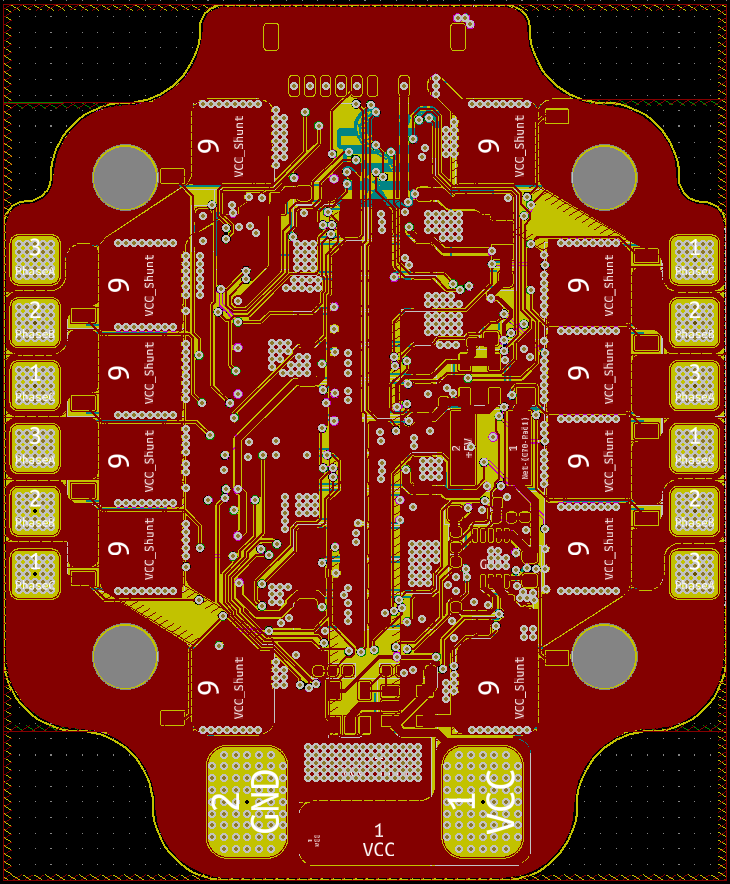 9
VCC_Shunt
9
VCC_Shunt
3
PhaseA
9
VCC_Shunt
9
VCC_Shunt
1
PhaseC
2
PhaseB
2
PhaseB
1
PhaseC
9
VCC_Shunt
9
VCC_Shunt
3
PhaseA
3
PhaseA
9
VCC_Shunt
2
+5V
1
Net-(C70-Pad1)
9
VCC_Shunt
1
PhaseC
2
PhaseB
2
PhaseB
1
PhaseC
9
VCC_Shunt
9
VCC_Shunt
3
PhaseA
9
VCC_Shunt
9
VCC_Shunt
2
GND
1
VCC
1
VCC